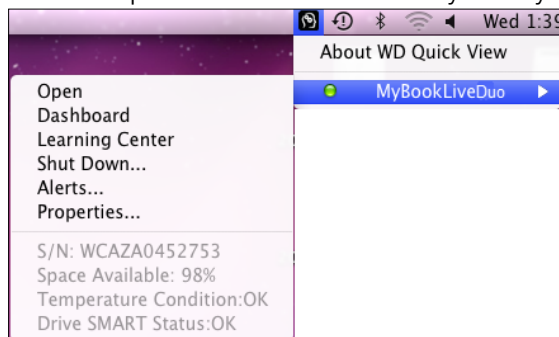 Wed 1:39
About WD Quick View
MyBookLiveDuo
Open
Dashboard
Learning Center
Shut Down...
Alerts...
Properties...
S/N: WCAZA0452753
Space Available: 98%
Temperature Condition:OK
Drive SMART Status:OK